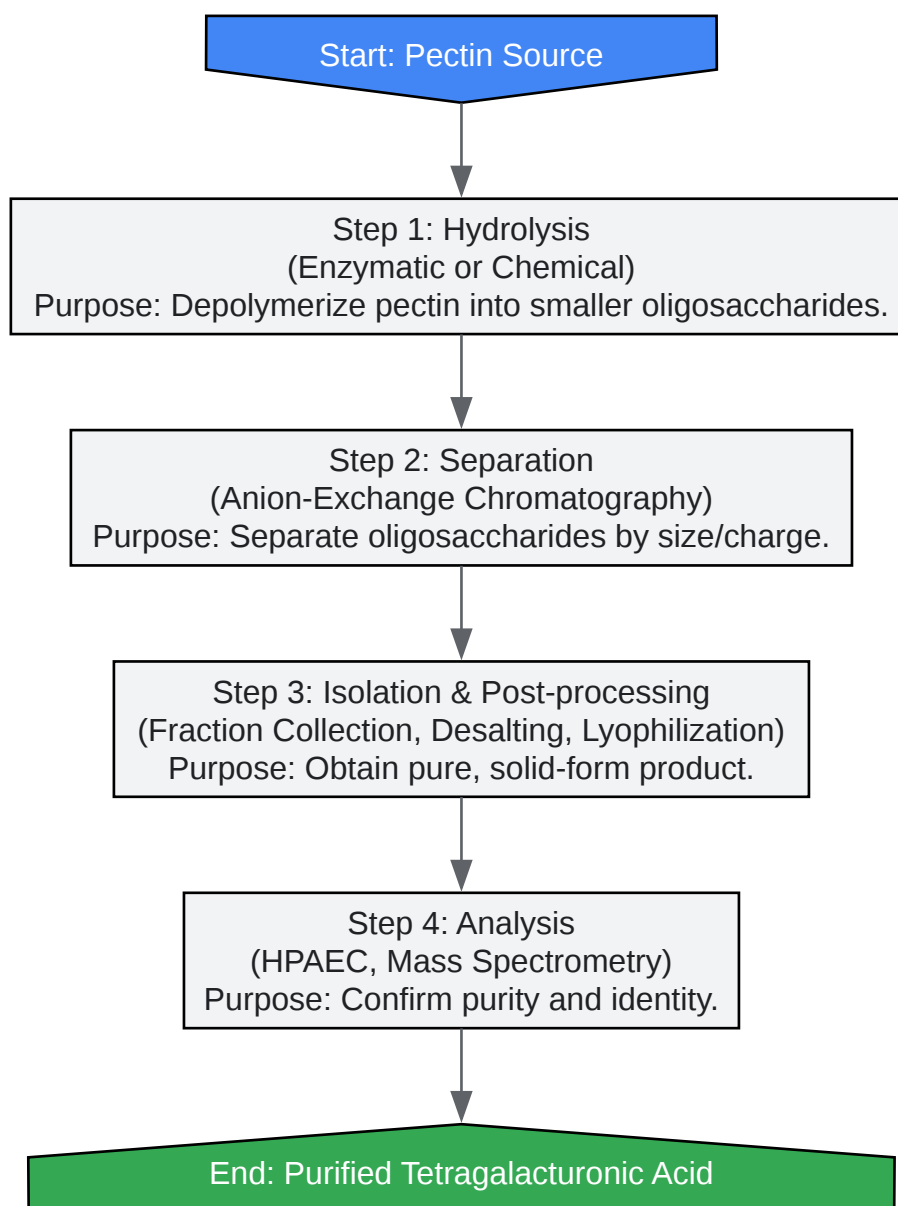 Start: Pectin Source
Step 1: Hydrolysis
(Enzymatic or Chemical)
Purpose: Depolymerize pectin into smaller oligosaccharides.
Step 2: Separation
(Anion-Exchange Chromatography)
Purpose: Separate oligosaccharides by size/charge.
Step 3: Isolation & Post-processing
(Fraction Collection, Desalting, Lyophilization)
Purpose: Obtain pure, solid-form product.
Step 4: Analysis
(HPAEC, Mass Spectrometry)
Purpose: Confirm purity and identity.
End: Purified Tetragalacturonic Acid